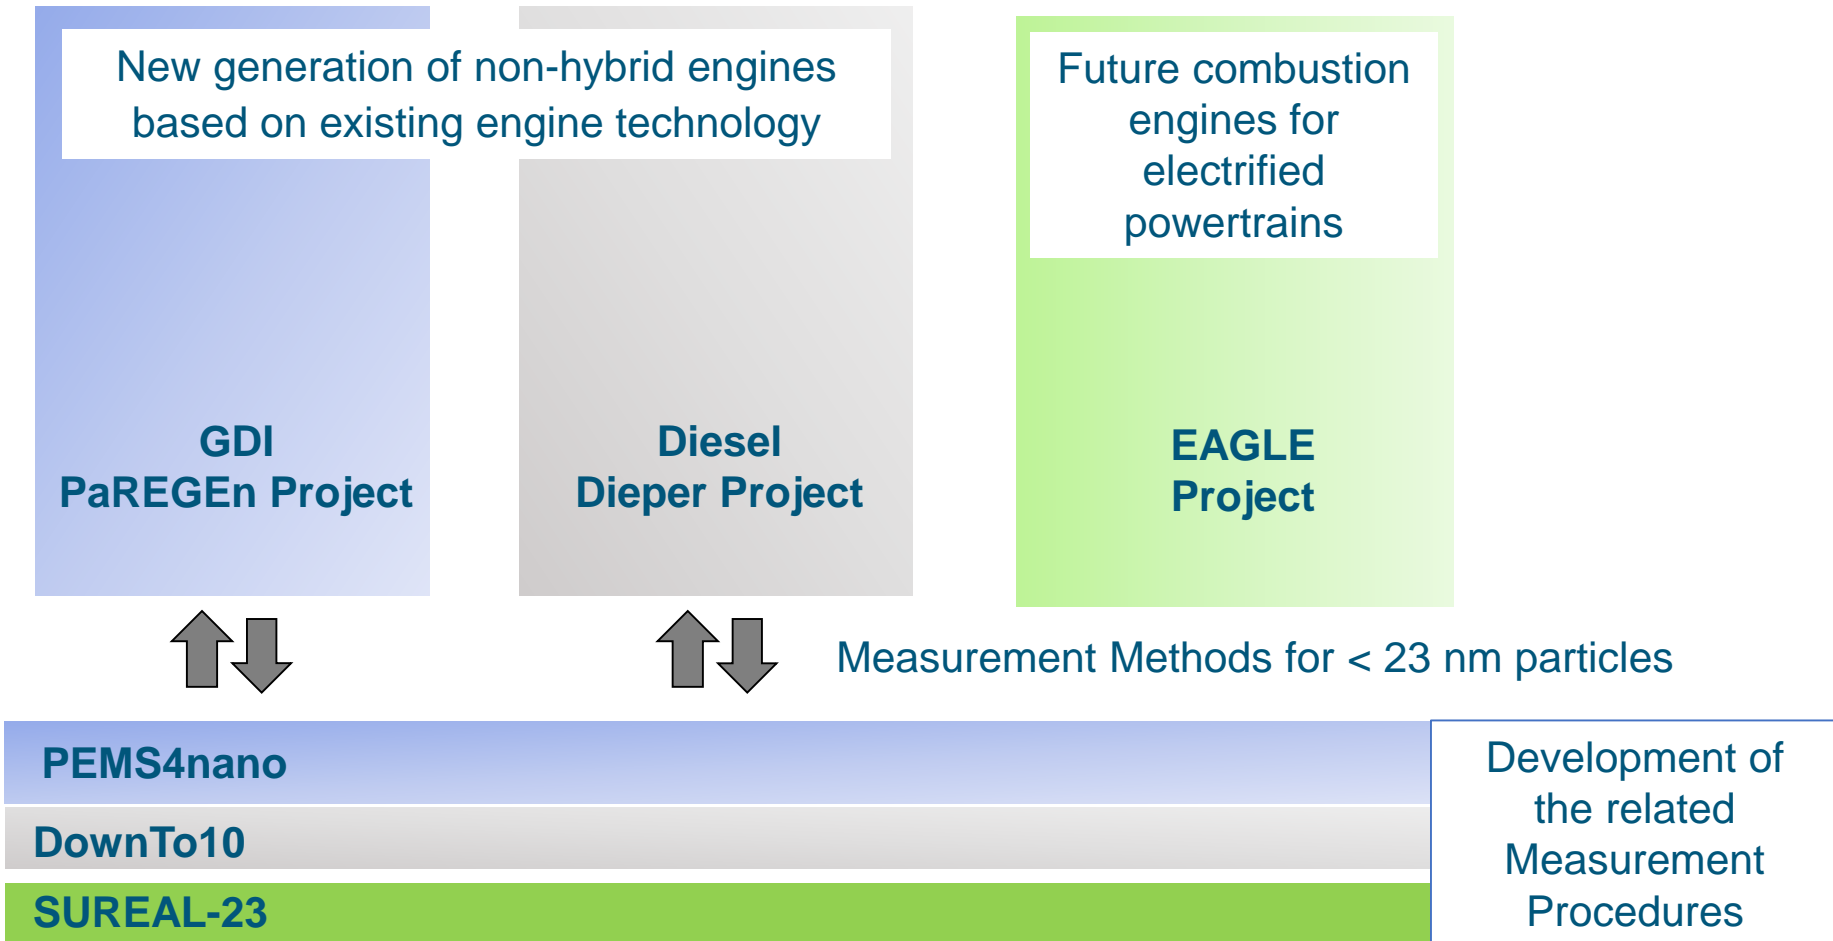 New generation of non-hybrid engines
based on existing engine technology
Future combustion
engines for
electrified
powertrains
GDI
PaREGEn Project
Diesel
Dieper Project
EAGLE
Project
Measurement Methods for < 23 nm particles
PEMS4nano
DownTo10
SUREAL-23
Development of
the related
Measurement
Procedures